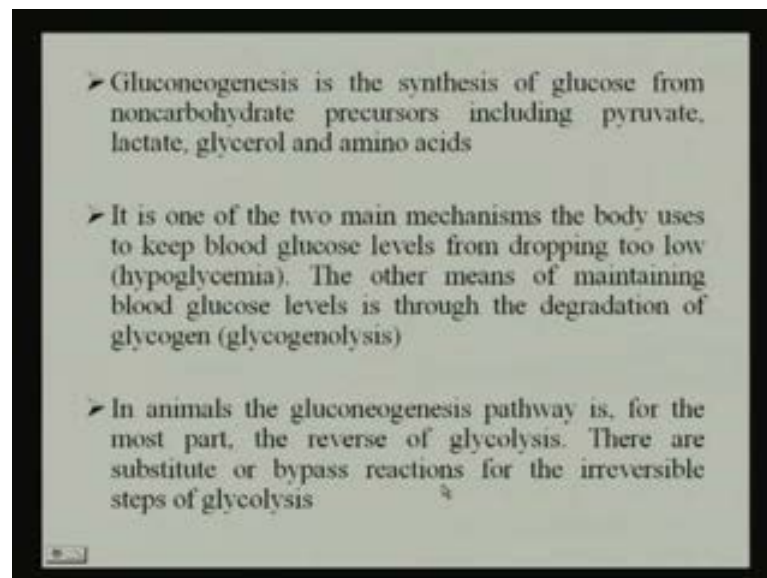 ➢ Gluconeogenesis is the synthesis of glucose from
noncarbohydrate precursors including pyruvate,
lactate, glycerol and amino acids
➢ It is one of the two main mechanisms the body uses
to keep blood glucose levels from dropping too low
(hypoglycemia). The other means of maintaining
blood glucose levels is through the degradation of
glycogen (glycogenolysis)
➢ In animals the gluconeogenesis pathway is, for the
most part, the reverse of glycolysis. There are
substitute or bypass reactions for the irreversible
steps of glycolysis